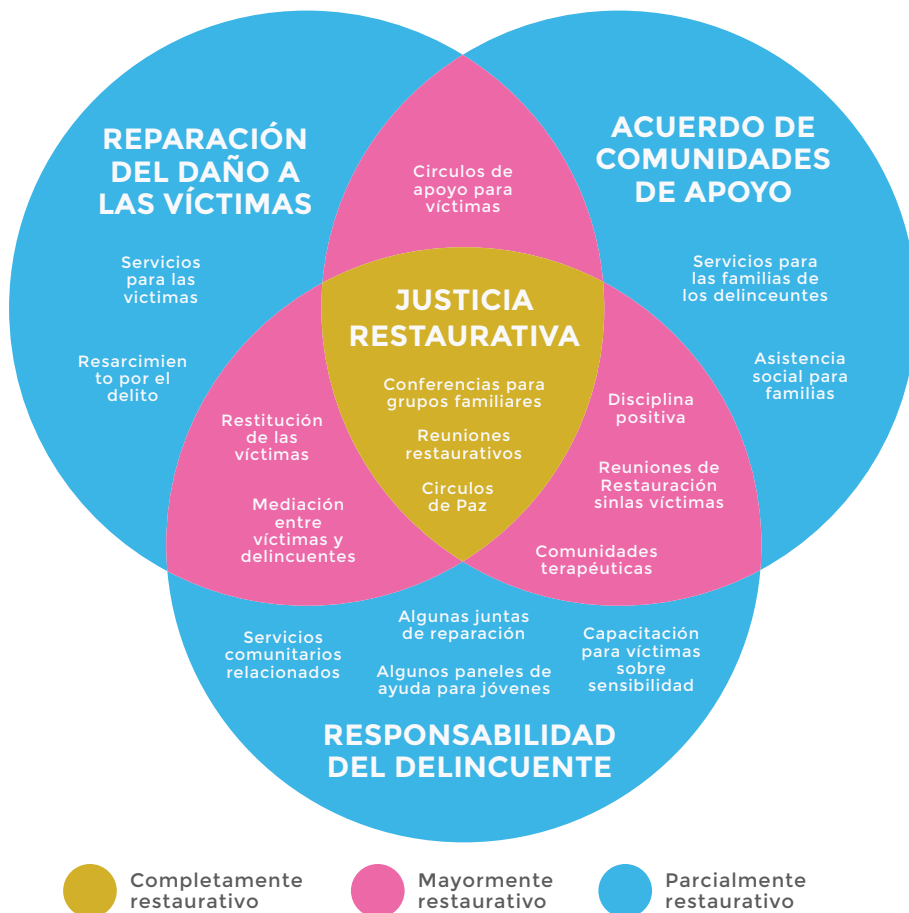 REPARACIÓN
DEL DAÑO A
LAS VÍCTIMAS
Servicios
para las
victimas
Resarcimien
to por el
delito
Circulos de
apoyo para
víctimas
ACUERDO DE
COMUNIDADES
DE APOYO
Servicios para
las familias de
los delinceuntes
Asistencia
social para
familias
JUSTICIA
RESTAURATIVA
Conferencias para
grupos familiares
Reuniones
restaurativos
Circulos
de Paz
Restitución
de las
víctimas
Mediación
entre
víctimas y
delincuentes
Disciplina
positiva
Reuniones de
Restauración
sinlas víctimas
Comunidades
terapéuticas
Servicios
comunitarios
relacionados
Algunas juntas
de reparación
Algunos paneles de
ayuda para jóvenes
Capacitación
para víctimas
sobre
sensibilidad
RESPONSABILIDAD
DEL DELINCUENTE
Completamente
restaurativo
Mayormente
restaurativo
Parcialmente
restaurativo